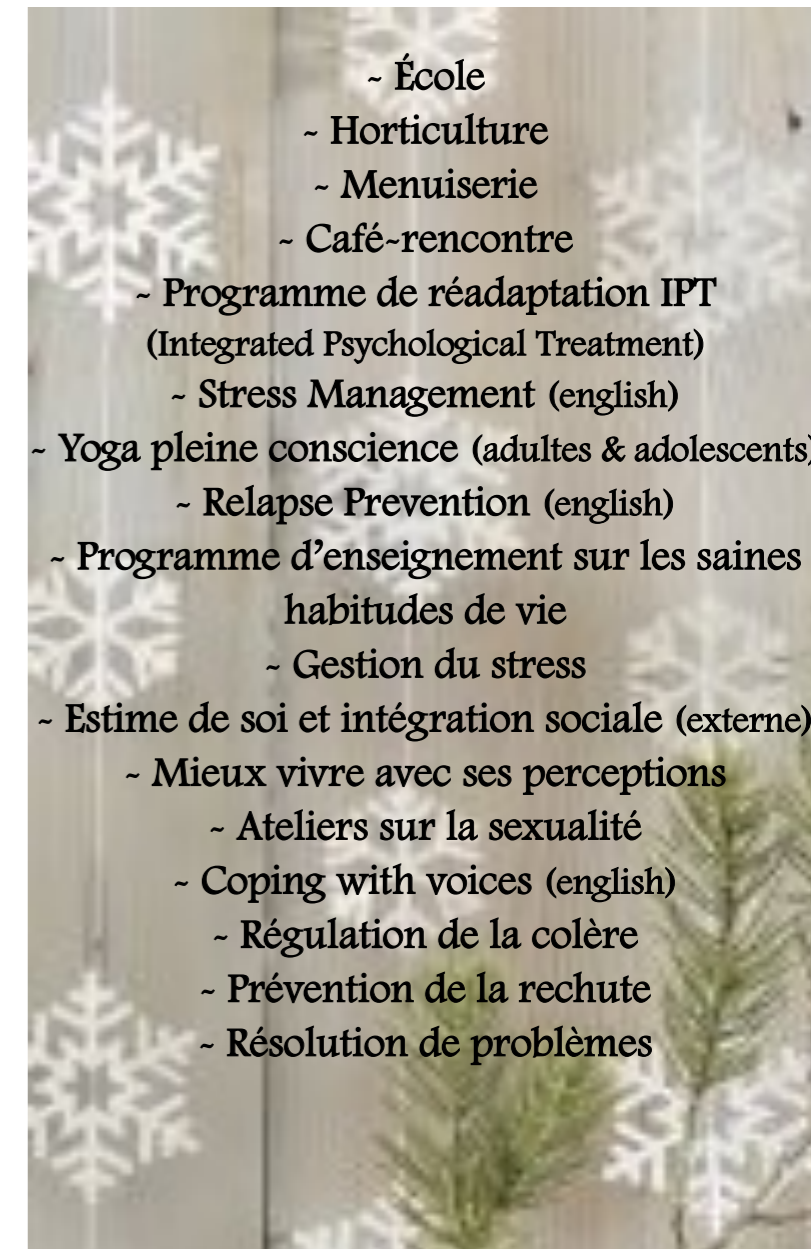 ~ École
~ Horticulture
~ Menuiserie
~ Café-rencontre
~ Programme de réadaptation IPT
(Integrated Psychological Treatment)
~ Stress Management (english)
~ Yoga pleine conscience (adultes & adolescents)
~ Relapse Prevention (english)
~ Programme d’enseignement sur les saines
habitudes de vie
~ Gestion du stress
~ Estime de soi et intégration sociale (externe)
~ Mieux vivre avec ses perceptions
~ Ateliers sur la sexualité
~ Coping with voices (english)
~ Régulation de la colère
~ Prévention de la rechute
~ Résolution de problèmes